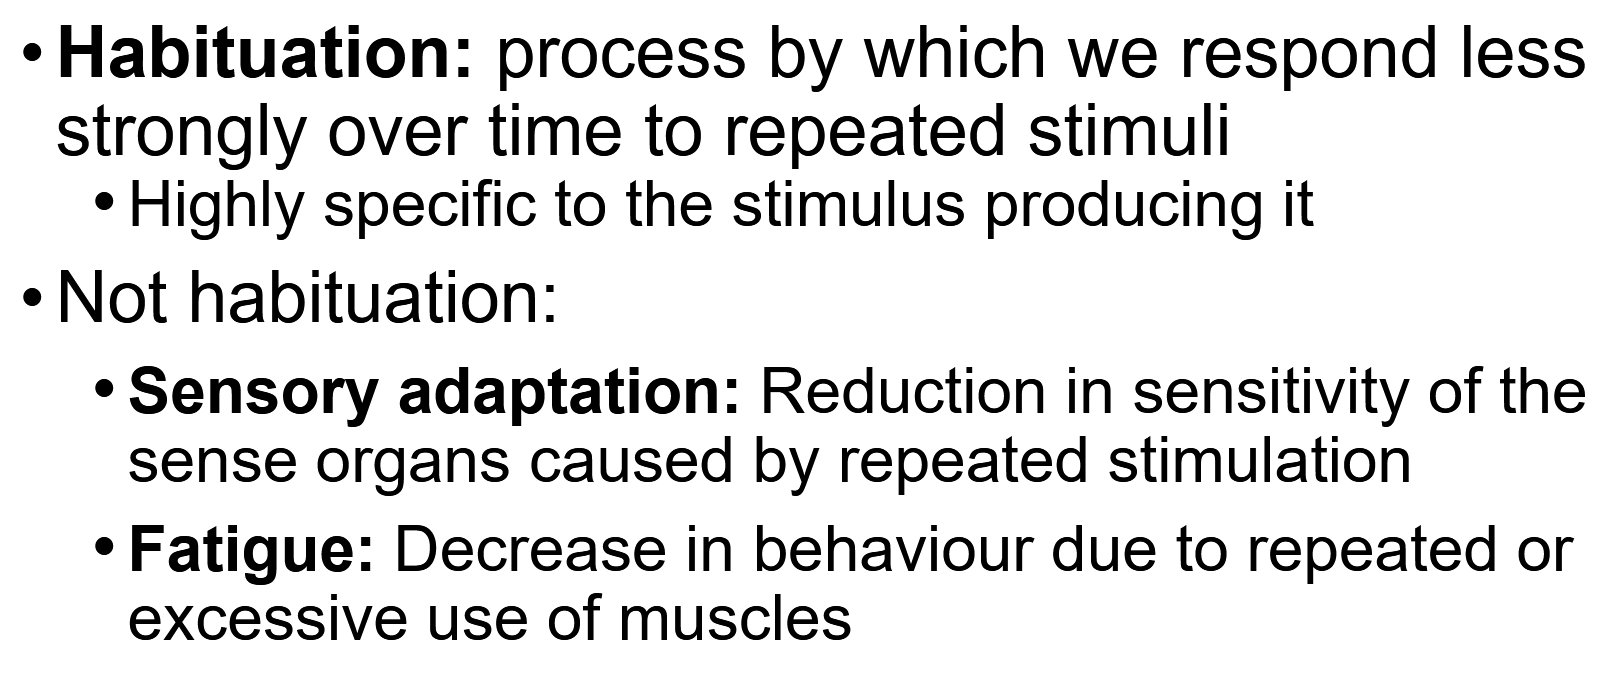 • Habituation: process by which we respond less
strongly over time to repeated stimuli
• Highly specific to the stimulus producing it
• Not habituation:
• Sensory adaptation: Reduction in sensitivity of the
sense organs caused by repeated stimulation
• Fatigue: Decrease in behaviour due to repeated or
excessive use of muscles